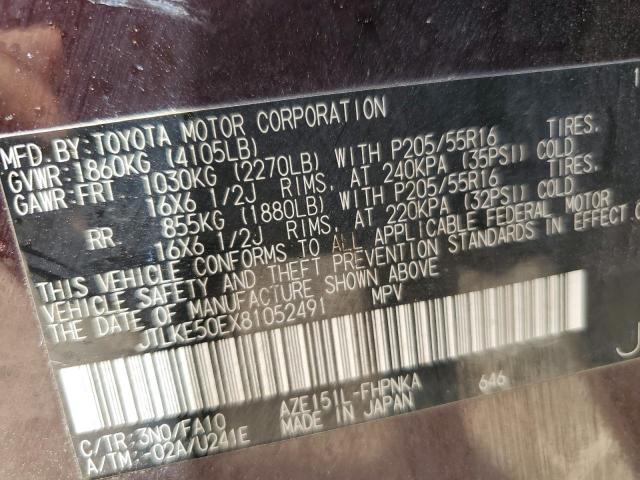 MFD.BY:TOYOTA MOTOR CORPORATION
GVWR:1860KG (4105LB)
GAWR:FRT 1030KG (2270LB) WITH P205/55R16 TIRES,
16X6 1/2J RIMS, AT 240KPA (35PSI) COLD
RR 855KG (1880LB) WITH P205/55R16 TIRES,
16X6 1/2J RIMS, AT 220KPA (32PSI) COLD
THIS VEHICLE CONFORMS TO ALL APPLICABLE FEDERAL MOTOR
VEHICLE SAFETY AND THEFT PREVENTION STANDARDS IN EFFECT
THE DATE OF MANUFACTURE SHOWN ABOVE
JTLKE50EX81052491 MPV
AZE151L-FHPNKA 646
C/TR:3N0/FA10 MADE IN JAPAN
A/TM:-02A/U241E